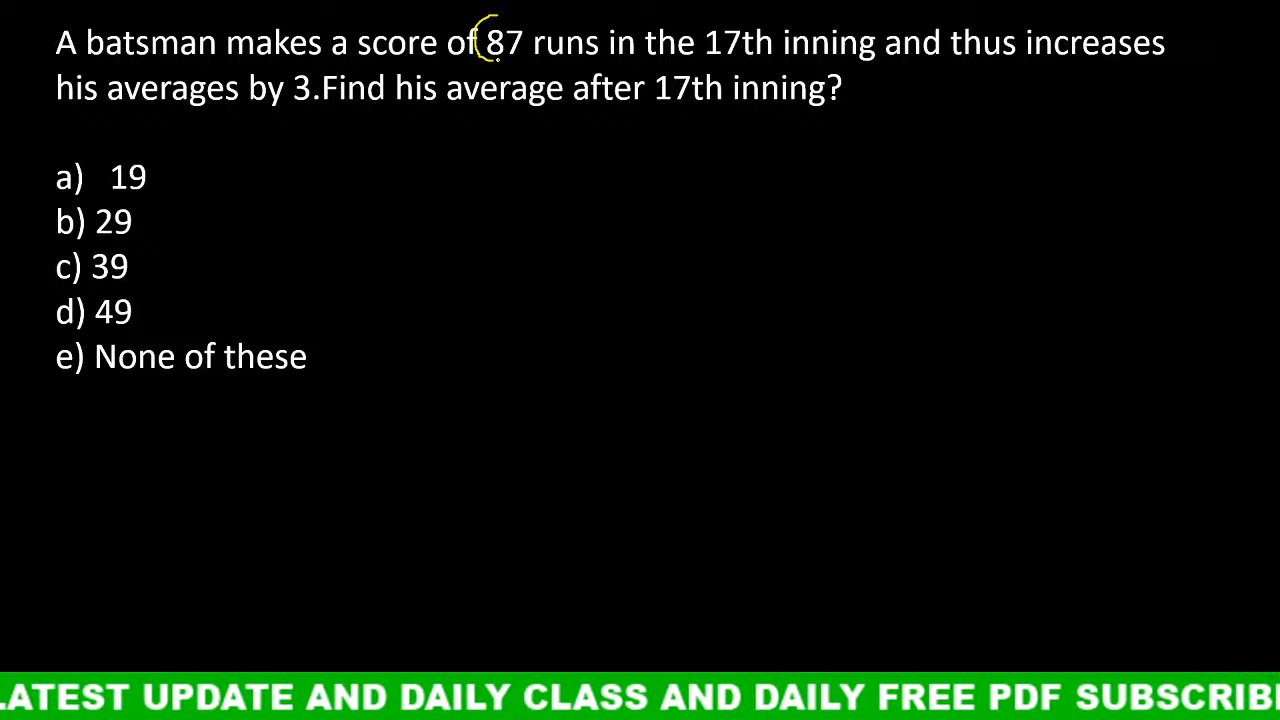 A batsman makes a score of 87 runs in the 17th inning and thus increases
his averages by 3.Find his average after 17th inning?
a) 19
b) 29
c) 39
d) 49
e) None of these
LATEST UPDATE AND DAILY CLASS AND DAILY FREE PDF SUBSCRIB